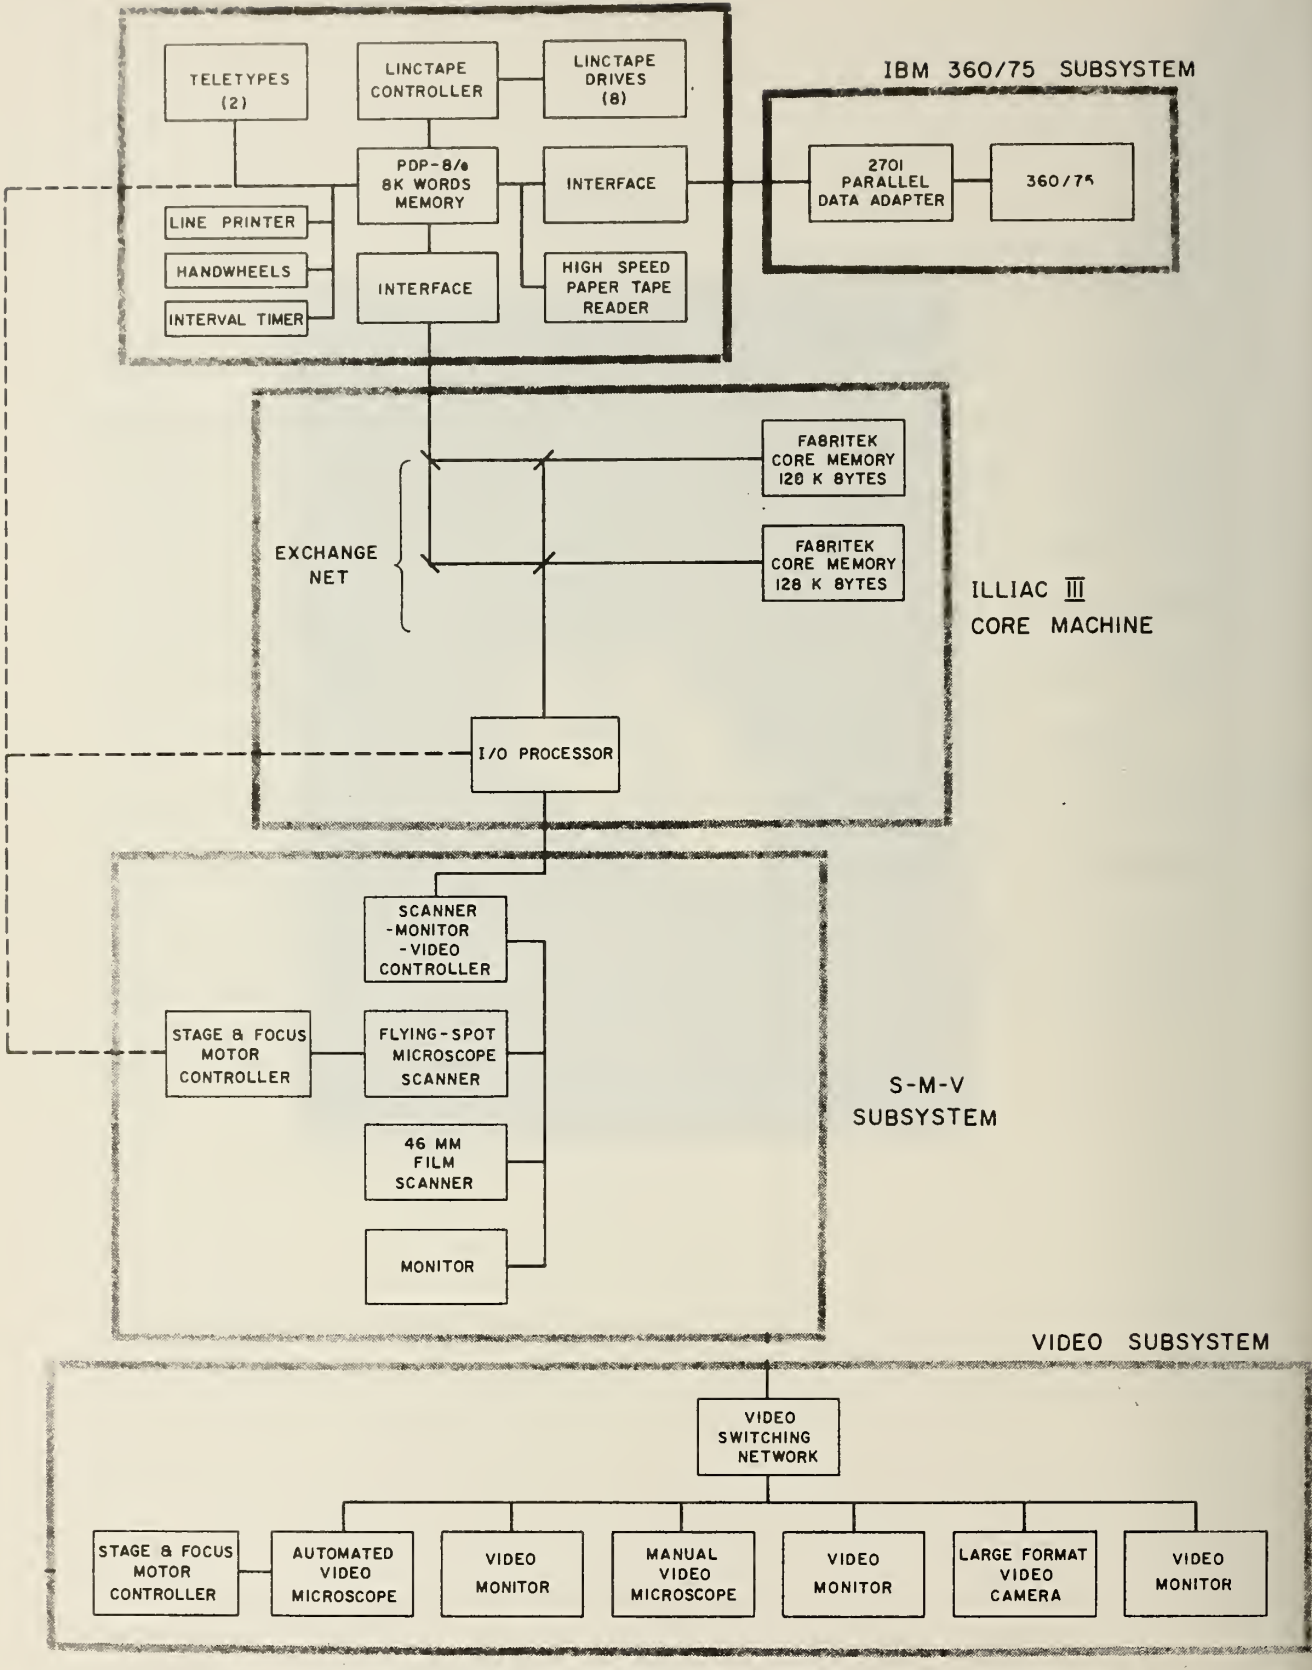 TELETYPES
(2)
LINCTAPE
CONTROLLER
LINCTAPE
DRIVES
(8)
PDP-8/e
8K WORDS
MEMORY
INTERFACE
LINE PRINTER
HANDWHEELS
INTERVAL TIMER
INTERFACE
HIGH SPEED
PAPER TAPE
READER
IBM 360/75 SUBSYSTEM
2701
PARALLEL
DATA ADAPTER
360/75
FABRITEK
CORE MEMORY
128 K BYTES
EXCHANGE
NET
FABRITEK
CORE MEMORY
128 K BYTES
ILLIAC III
CORE MACHINE
I/O PROCESSOR
SCANNER
-MONITOR
-VIDEO
CONTROLLER
STAGE & FOCUS
MOTOR
CONTROLLER
FLYING-SPOT
MICROSCOPE
SCANNER
46 MM
FILM
SCANNER
MONITOR
S-M-V
SUBSYSTEM
VIDEO SUBSYSTEM
VIDEO
SWITCHING
NETWORK
STAGE & FOCUS
MOTOR
CONTROLLER
AUTOMATED
VIDEO
MICROSCOPE
VIDEO
MONITOR
MANUAL
VIDEO
MICROSCOPE
VIDEO
MONITOR
LARGE FORMAT
VIDEO
CAMERA
VIDEO
MONITOR